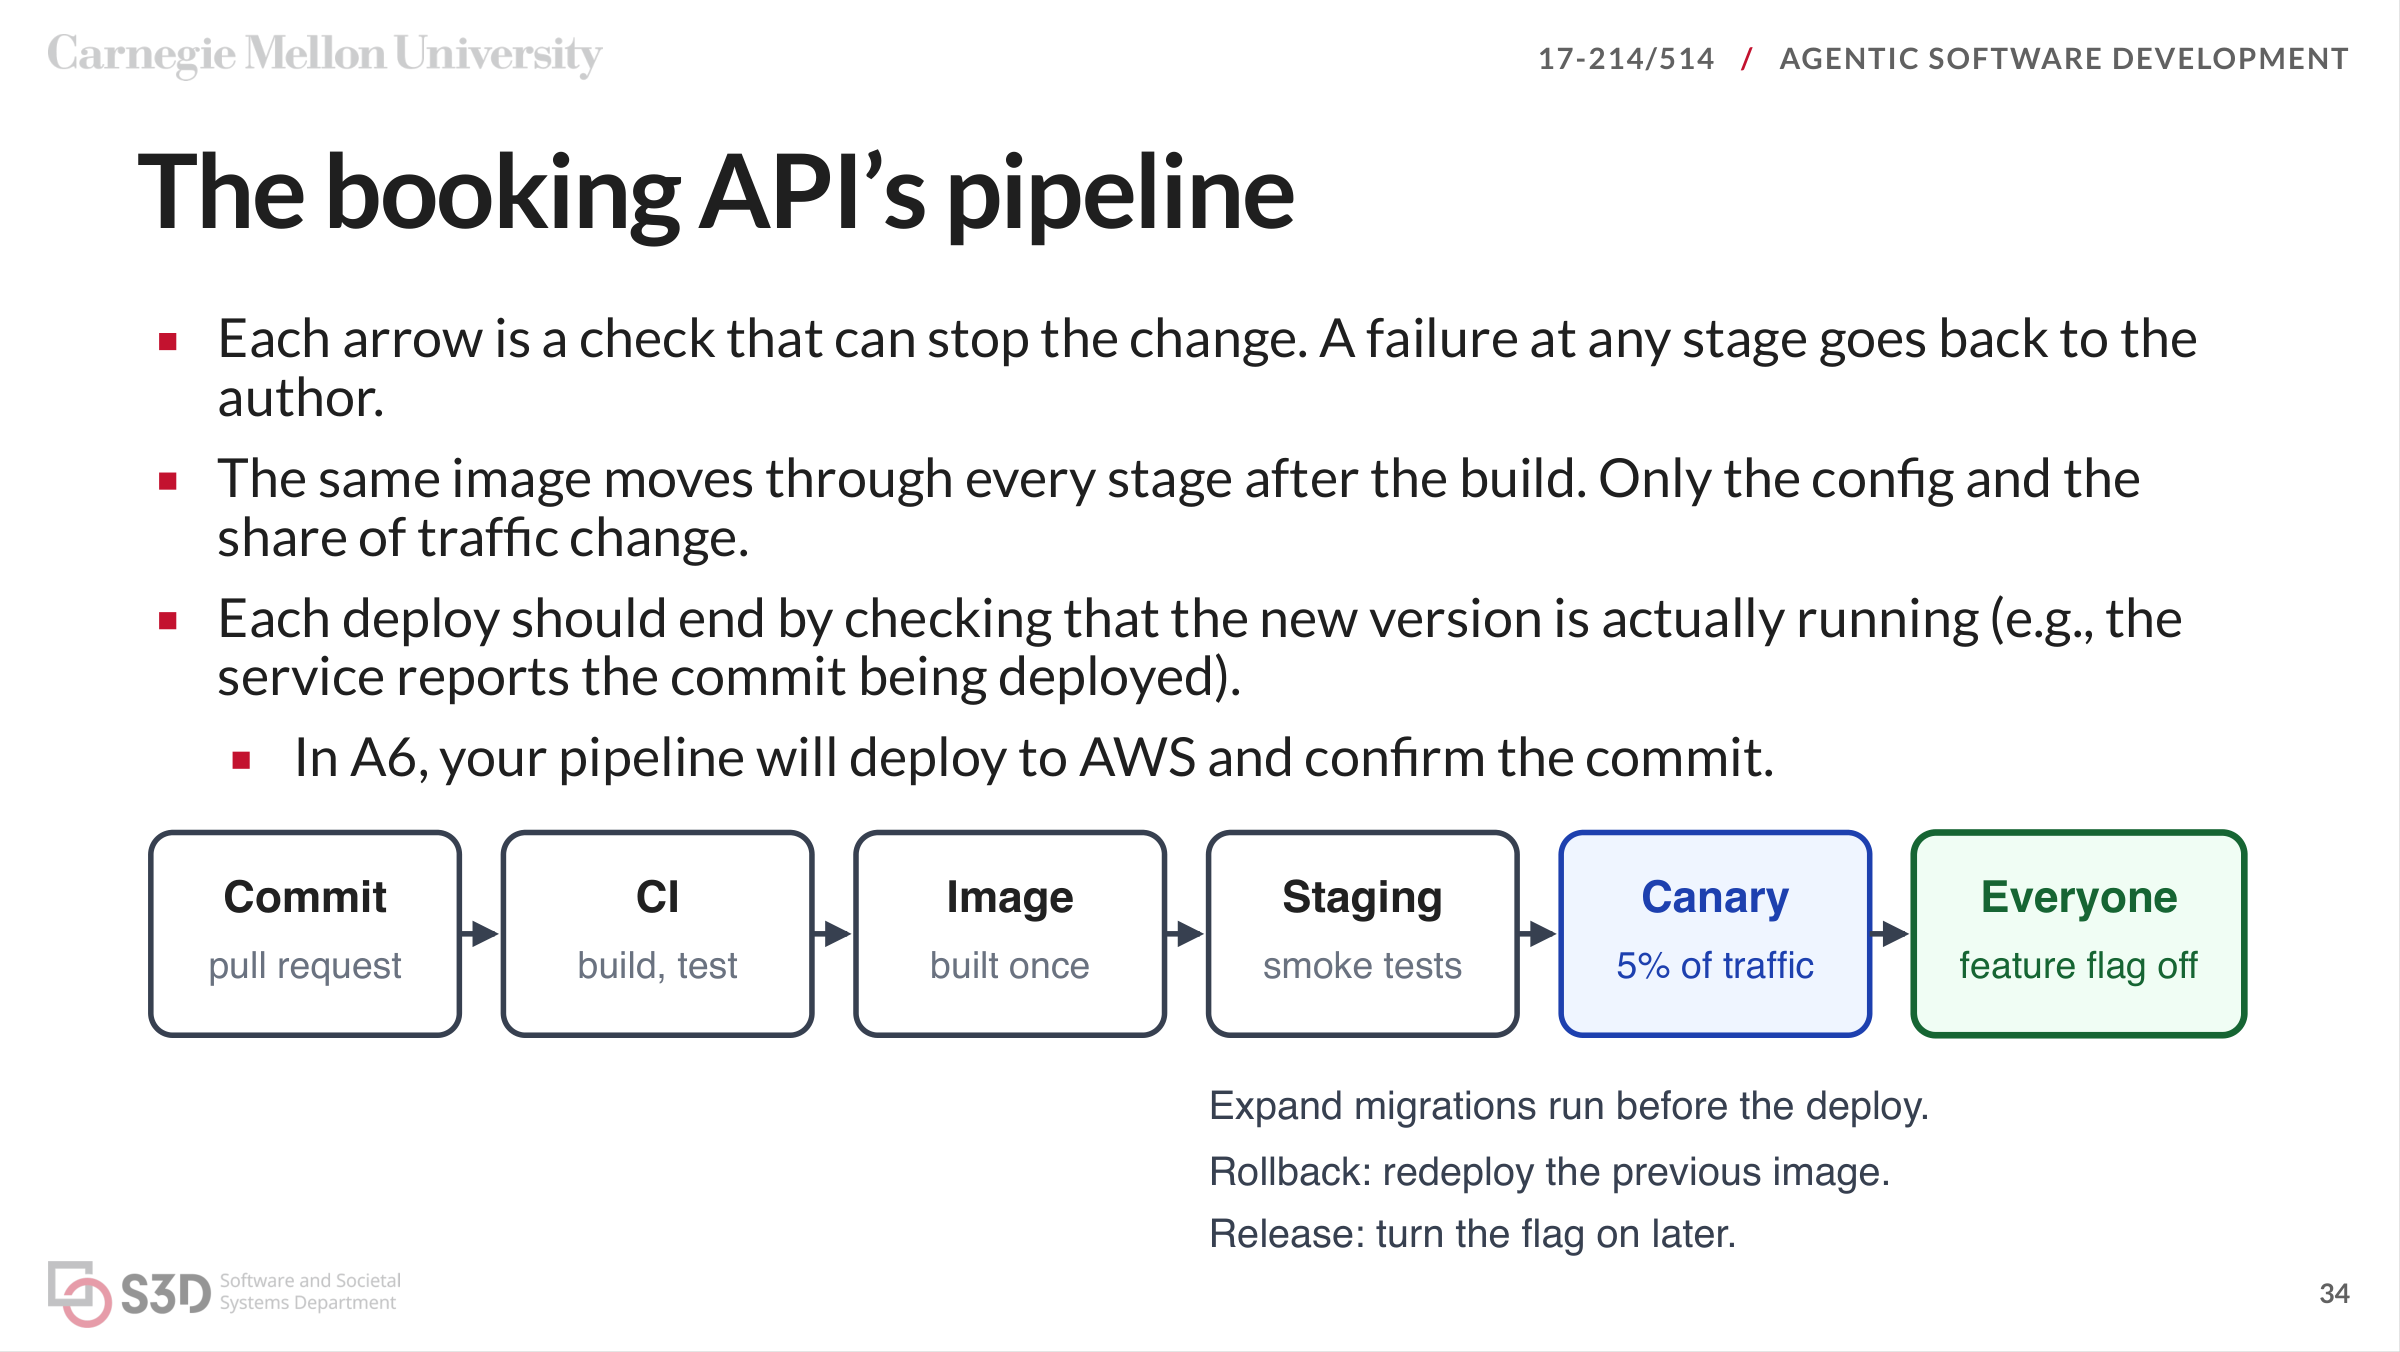 Carnegie Mellon University
17-214/514 / AGENTIC SOFTWARE DEVELOPMENT
The booking API’s pipeline
Each arrow is a check that can stop the change. A failure at any stage goes back to the
author.
The same image moves through every stage after the build. Only the config and the
share of traffic change.
Each deploy should end by checking that the new version is actually running (e.g., the
service reports the commit being deployed).
In A6, your pipeline will deploy to AWS and confirm the commit.
Commit
pull request
CI
build, test
Image
built once
Staging
smoke tests
Canary
5% of traffic
Everyone
feature flag off
Expand migrations run before the deploy.
Rollback: redeploy the previous image.
Release: turn the flag on later.
S3D
Software and Societal
Systems Department
34